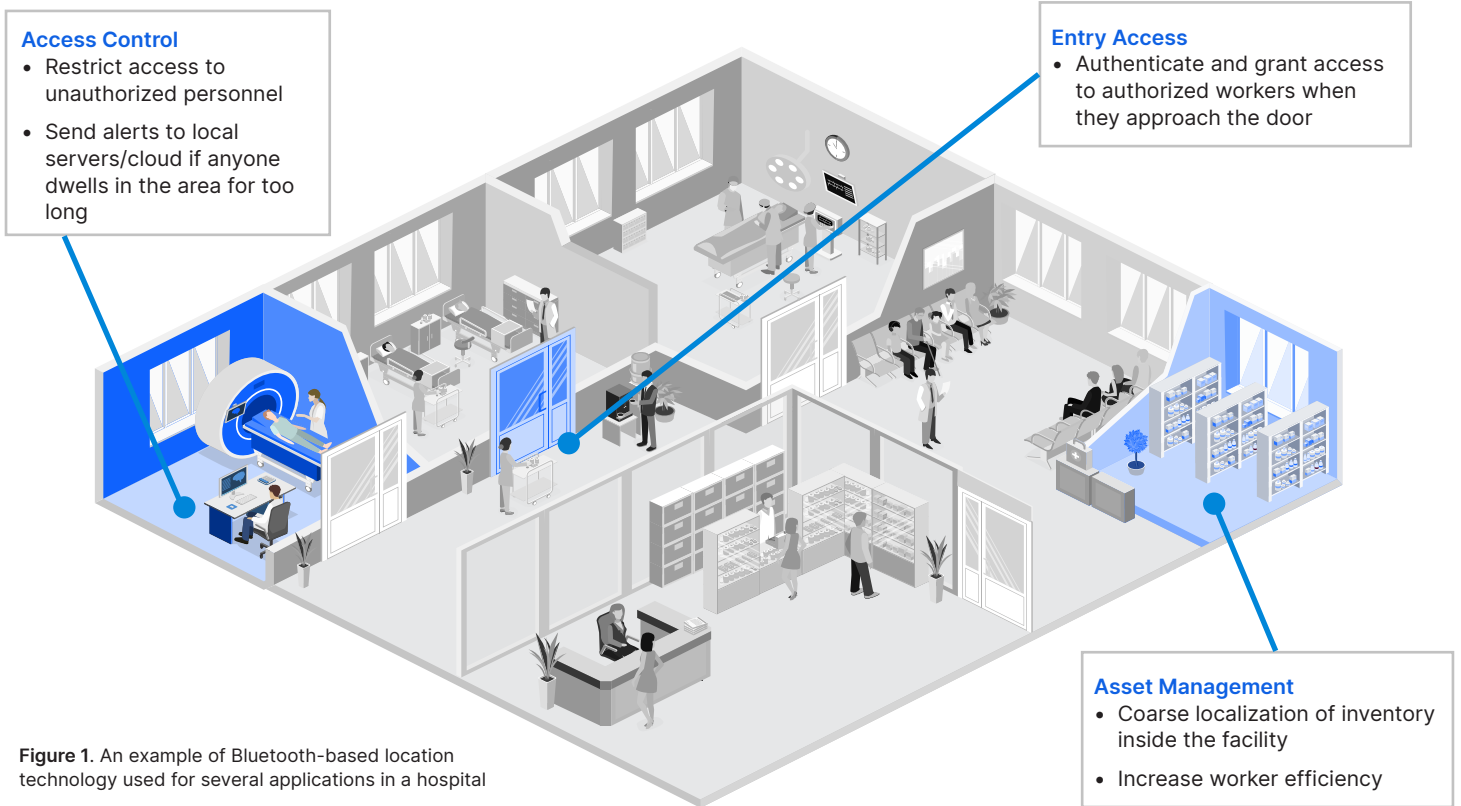 Access Control
• Restrict access to
unauthorized personnel
• Send alerts to local
servers/cloud if anyone
dwells in the area for too
long
Entry Access
• Authenticate and grant access
to authorized workers when
they approach the door
Asset Management
• Coarse localization of inventory
inside the facility
• Increase worker efficiency
Figure 1. An example of Bluetooth-based location
technology used for several applications in a hospital